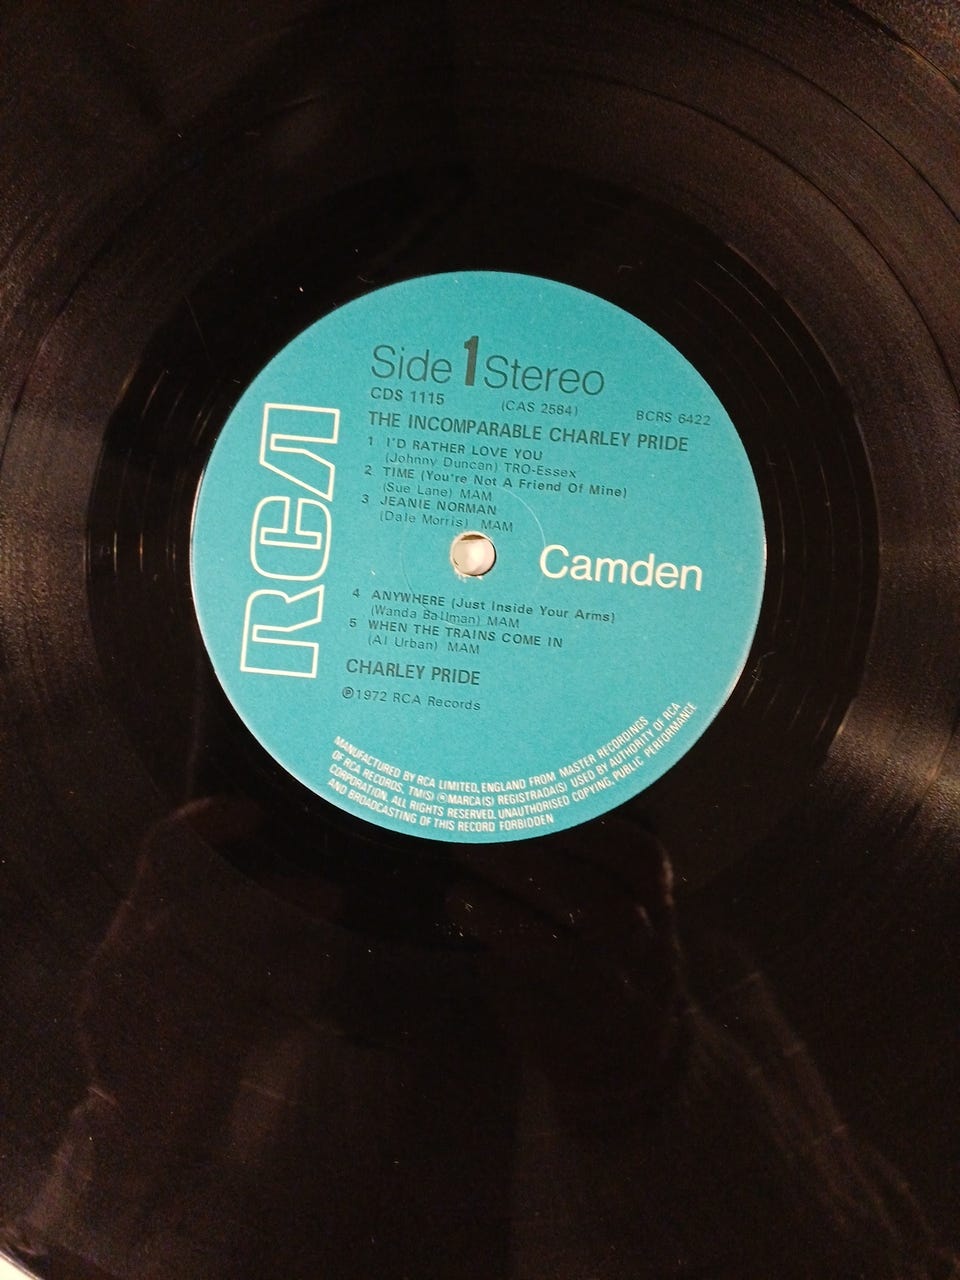 Side 1 Stereo
CDS 1115 (CAS 2584) BCRS 6422
THE INCOMPARABLE CHARLEY PRIDE
1 I'D RATHER LOVE YOU
(Johnny Duncan) TRO-Essex
2 TIME (You're Not A Friend Of Mine)
(Sue Lane) MAM
3 JEANIE NORMAN
(Dale Morris) MAM
RCA
Camden
4 ANYWHERE (Just Inside Your Arms)
(Wanda Ballman) MAM
5 WHEN THE TRAINS COME IN
(Al Urban) MAM
CHARLEY PRIDE
℗1972 RCA Records
MANUFACTURED BY RCA LIMITED, ENGLAND FROM MASTER RECORDINGS
OF RCA RECORDS, TM(S) ®MARCA(S) REGISTRADA(S) USED BY AUTHORITY OF RCA
CORPORATION, ALL RIGHTS RESERVED. UNAUTHORISED COPYING, PUBLIC PERFORMANCE
AND BROADCASTING OF THIS RECORD FORBIDDEN